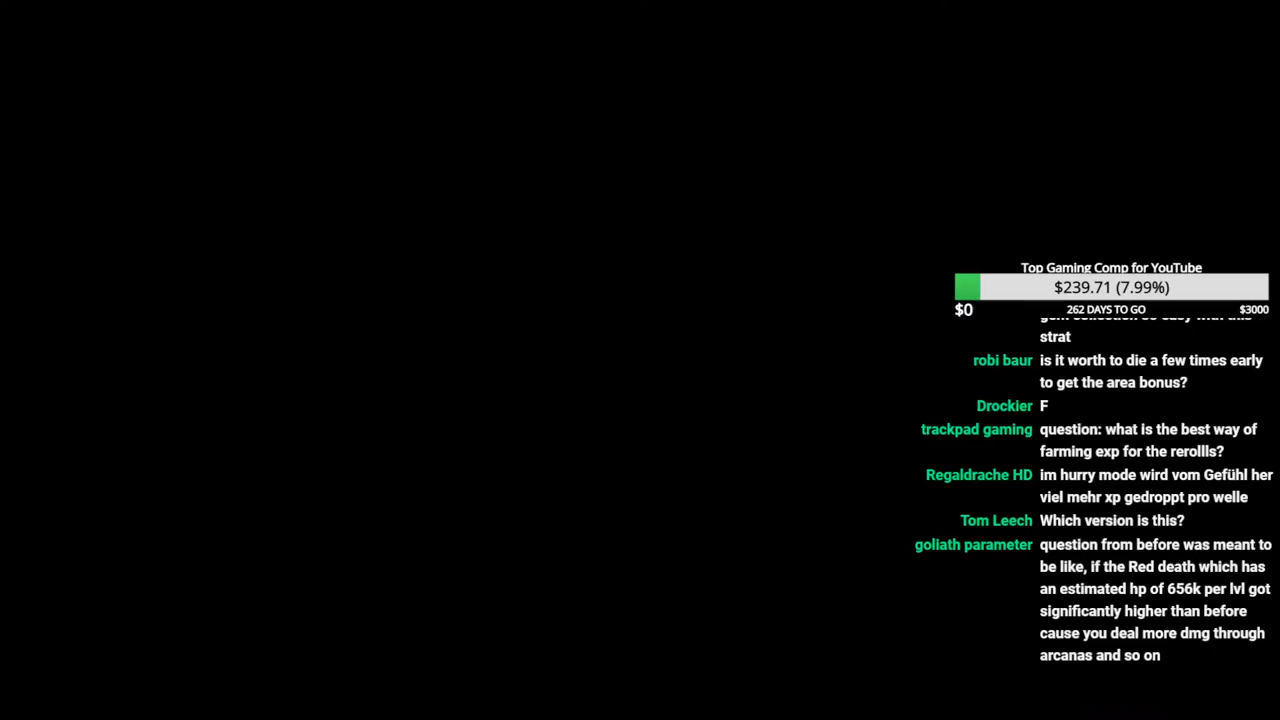 Top Gaming Comp for YouTube
$239.71 (7.99%)
$0 262 DAYS TO GO $3000
strat
robi baur is it worth to die a few times early
to get the area bonus?
Drockier F
trackpad gaming question: what is the best way of
farming exp for the rerollls?
Regaldrache HD im hurry mode wird vom Gefühl her
viel mehr xp gedroppt pro welle
Tom Leech Which version is this?
goliath parameter question from before was meant to
be like, if the Red death which has
an estimated hp of 656k per lvl got
significantly higher than before
cause you deal more dmg through
arcanas and so on